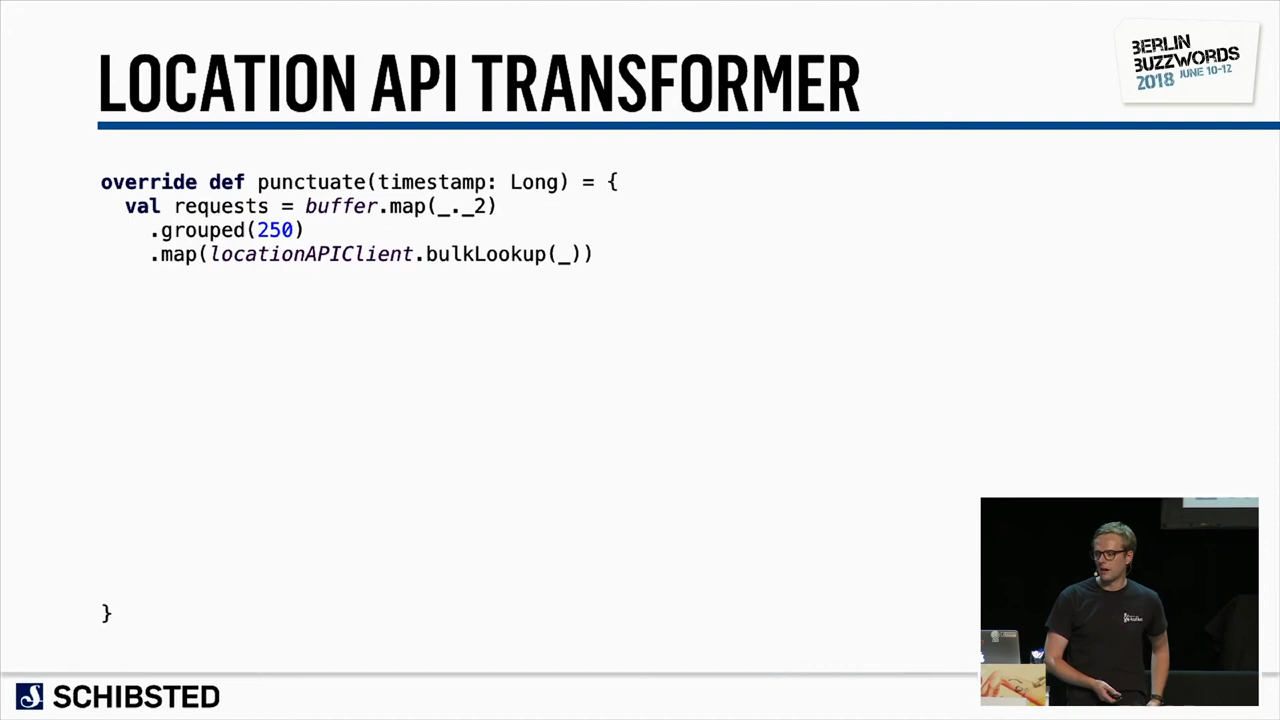 LOCATION API TRANSFORMER
BERLIN
BUZZWORDS
2018 JUNE 10-12
override def punctuate(timestamp: Long) = {
val requests = buffer.map(_._2)
.grouped(250)
.map(locationAPIClient.bulkLookup(_))
}
SCHIBSTED